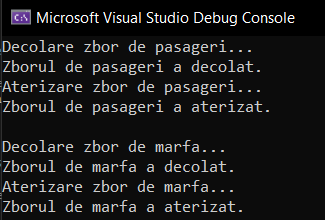 Microsoft Visual Studio Debug Console
Decolare zbor de pasageri...
Zborul de pasageri a decolat.
Aterizare zbor de pasageri...
Zborul de pasageri a aterizat.
Decolare zbor de marfa...
Zborul de marfa a decolat.
Aterizare zbor de marfa...
Zborul de marfa a aterizat.